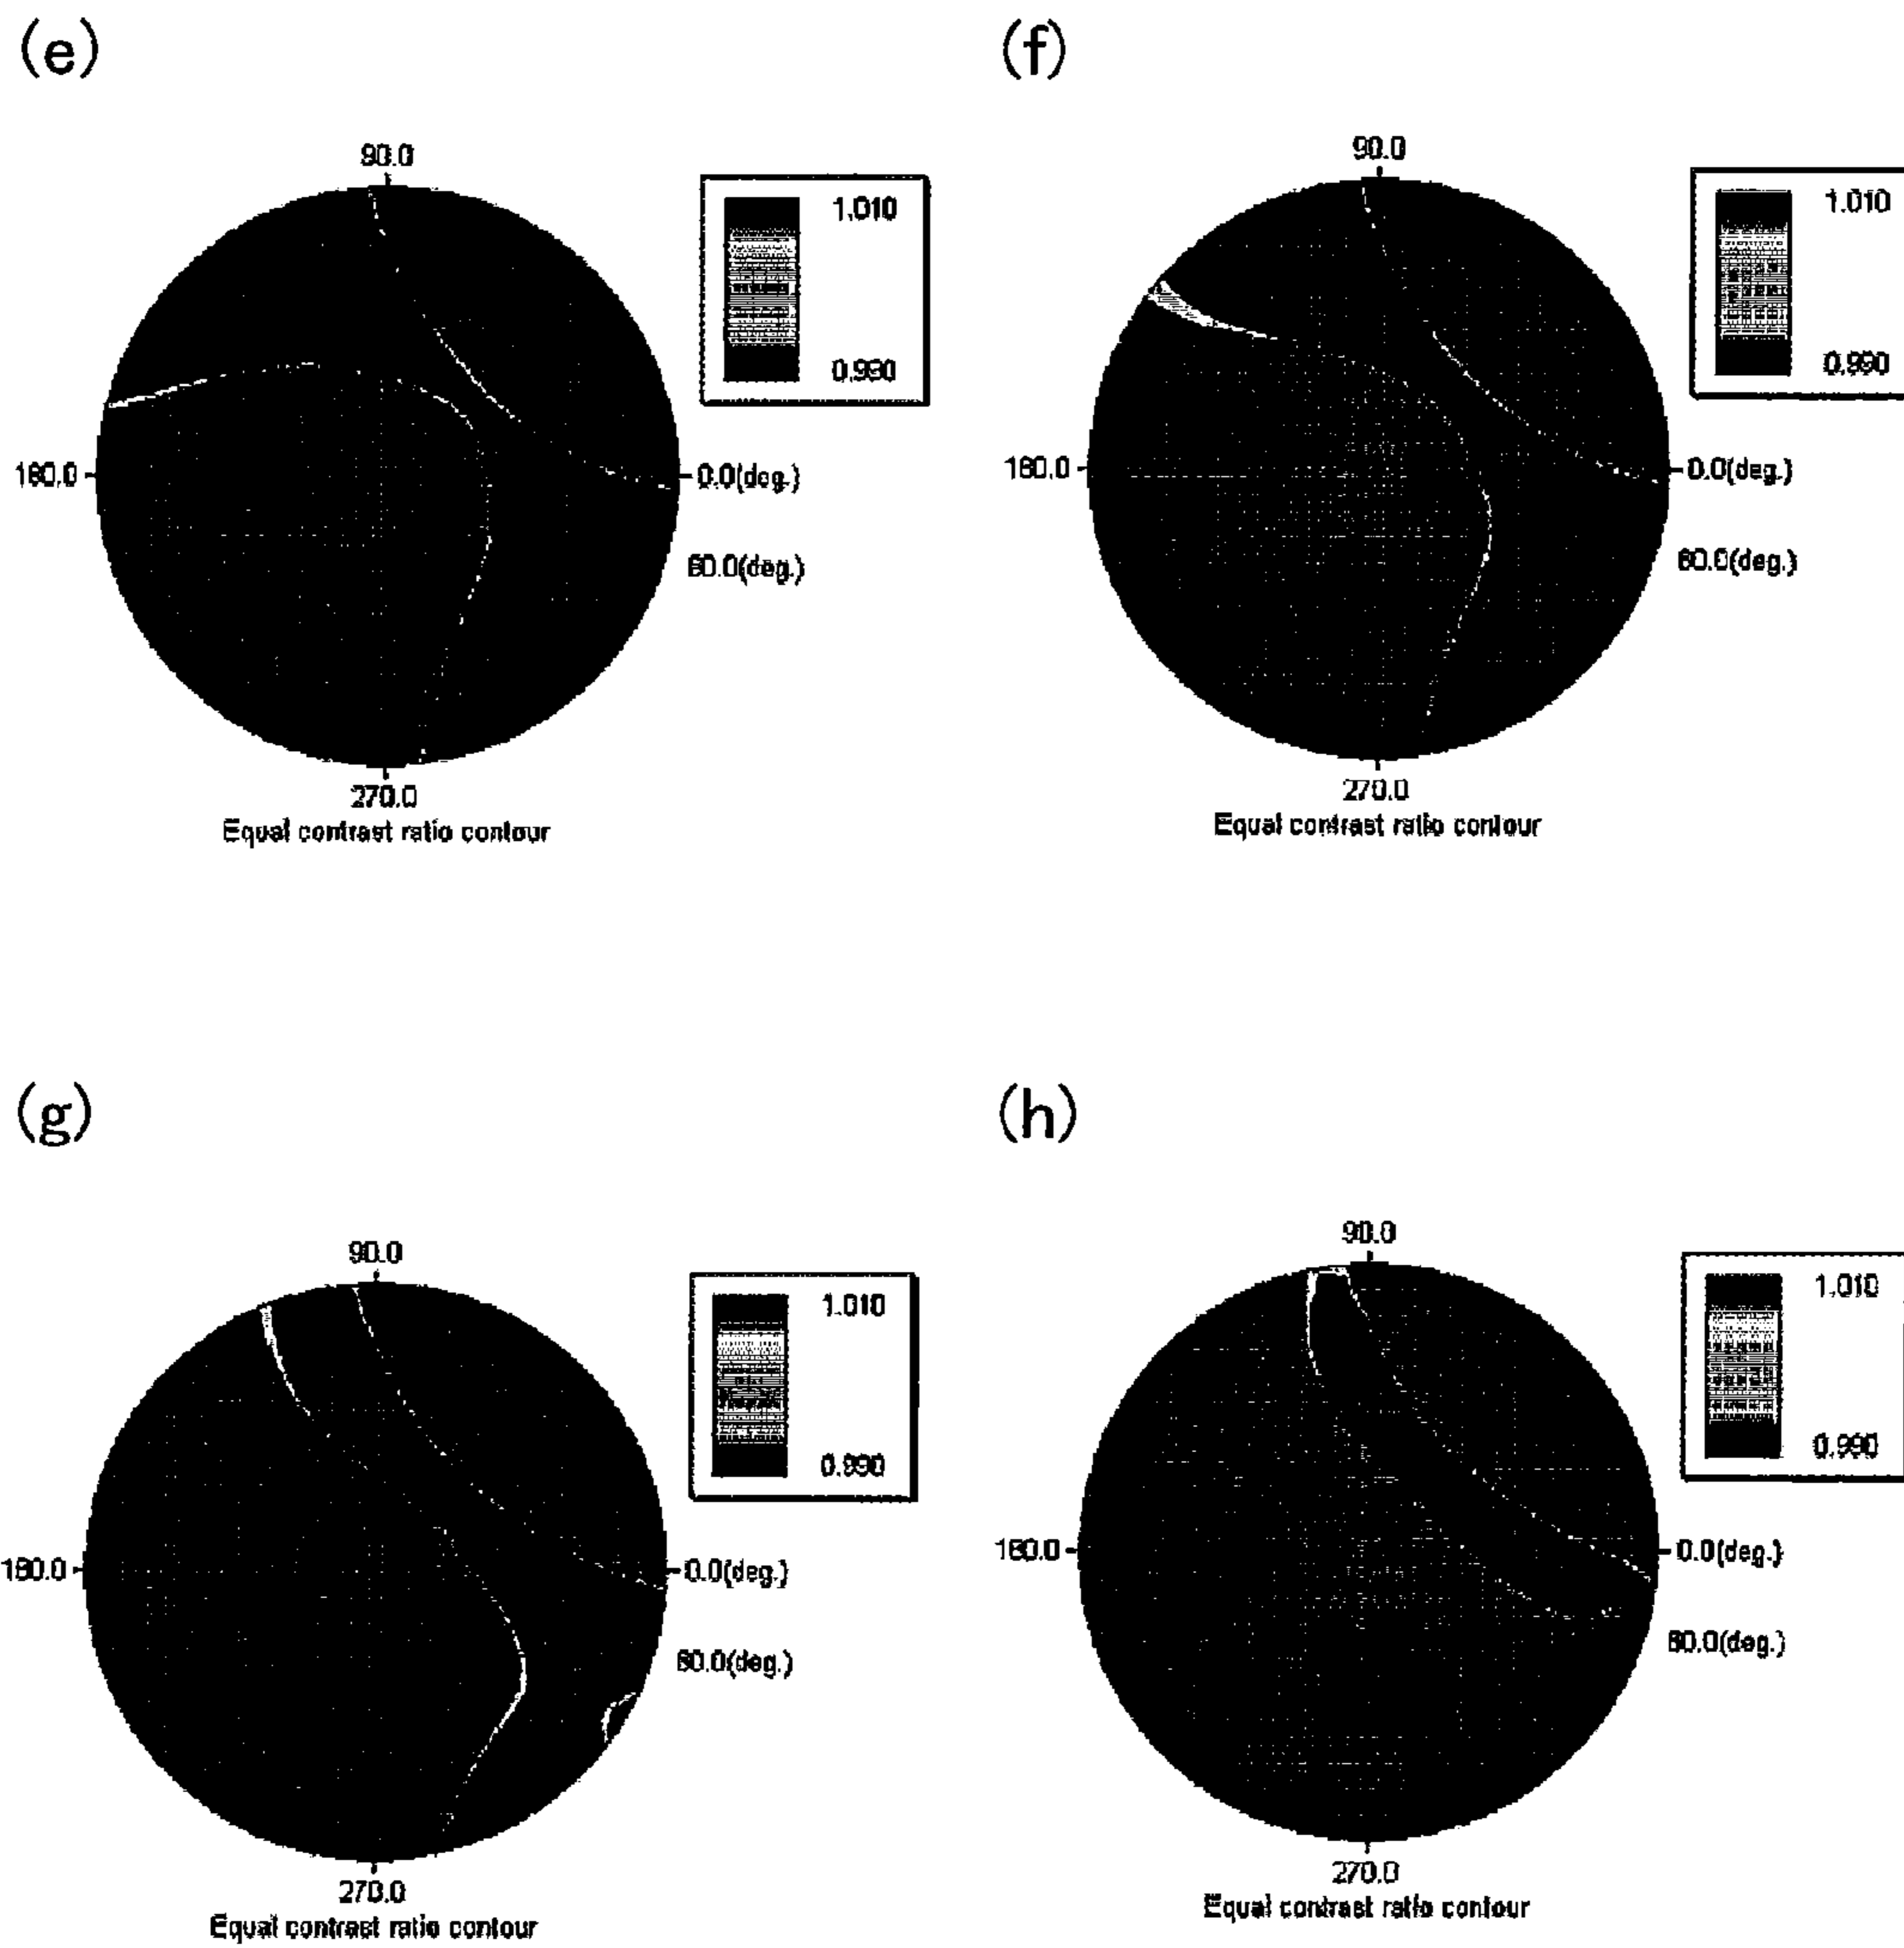 (e)
90.0
1.010
0.990
180.0
0.0(deg.)
80.0(deg.)
270.0
Equal contrast ratio contour
(f)
90.0
1.010
0.990
180.0
0.0(deg.)
80.0(deg.)
270.0
Equal contrast ratio contour
(g)
90.0
1.010
0.990
180.0
0.0(deg.)
80.0(deg.)
270.0
Equal contrast ratio contour
(h)
90.0
1.010
0.990
180.0
0.0(deg.)
80.0(deg.)
270.0
Equal contrast ratio contour